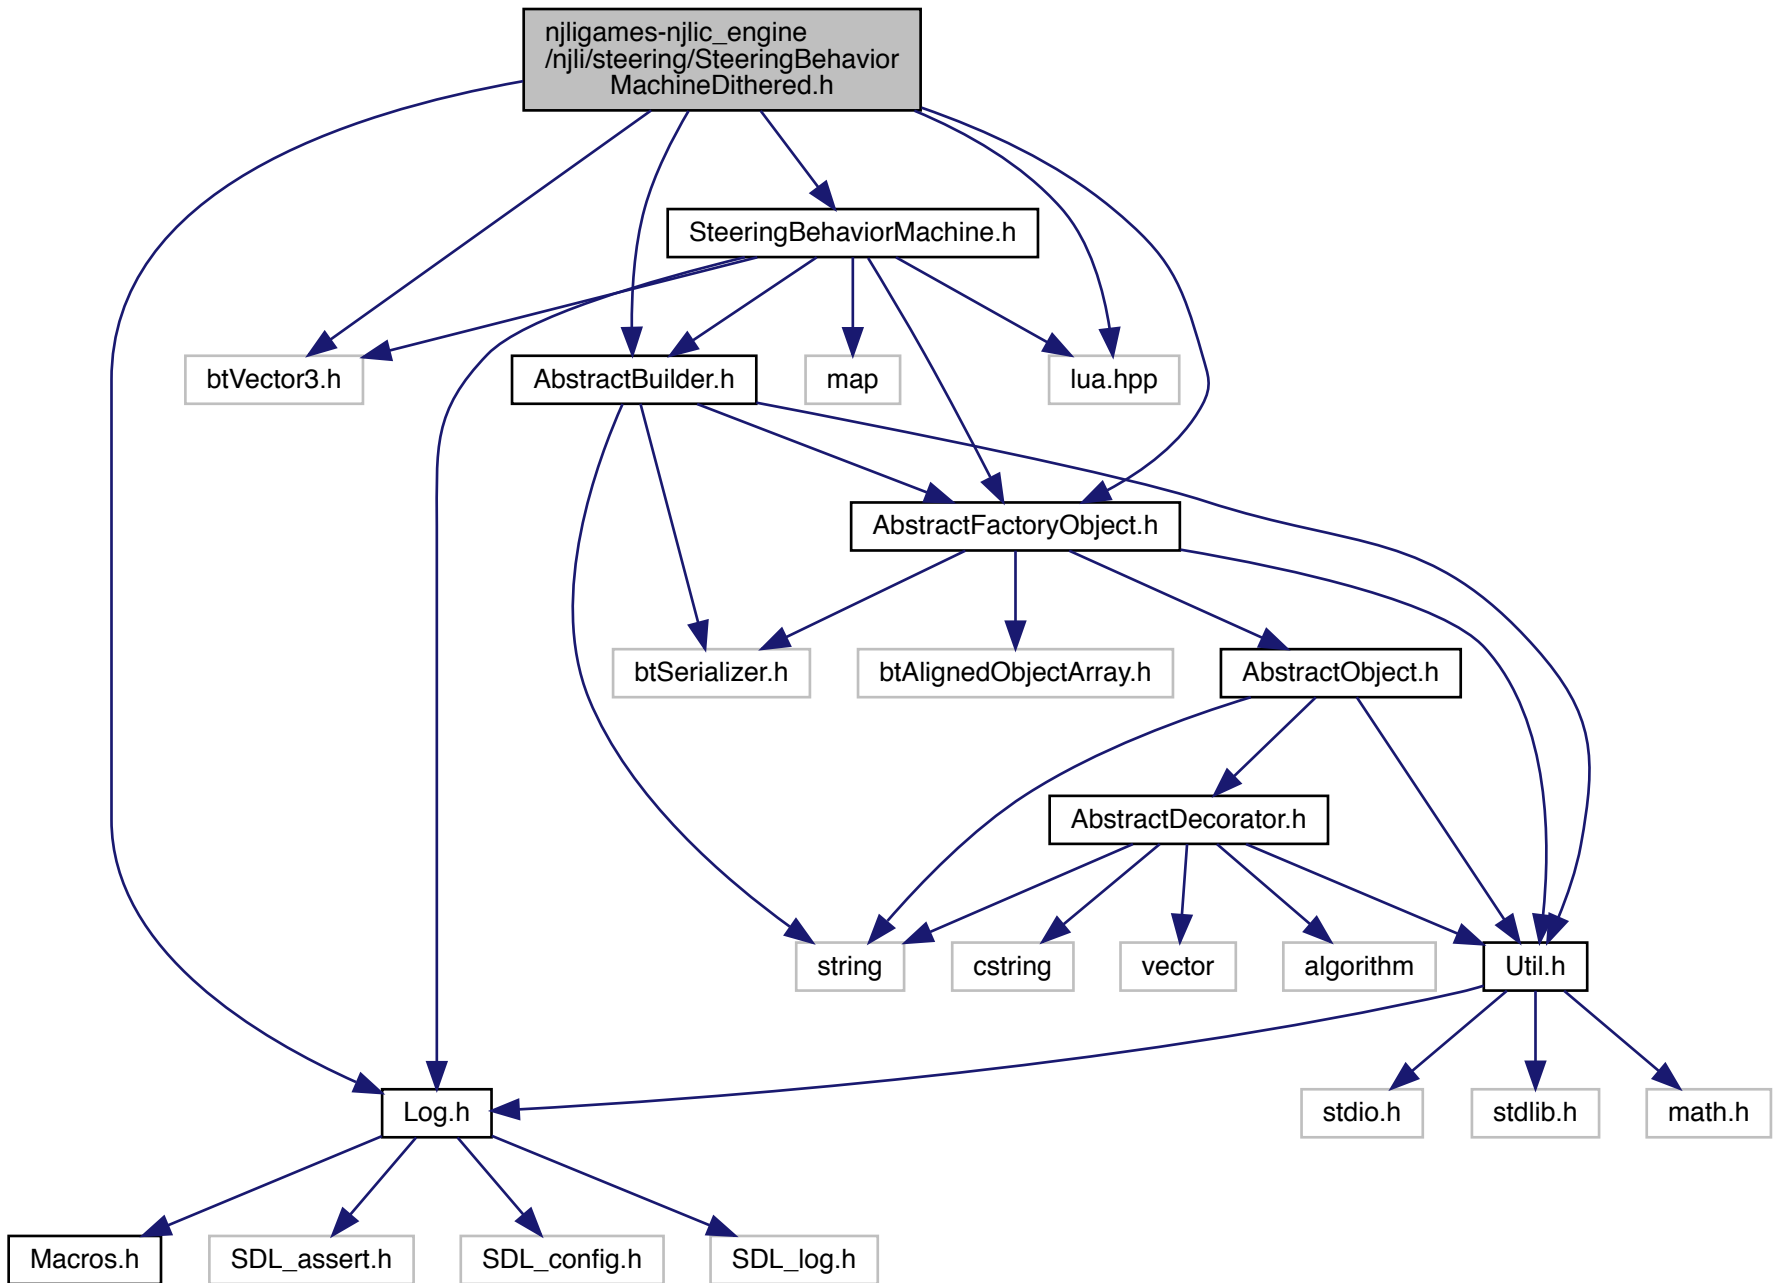 njligames-njlic_engine
/njli/steering/SteeringBehavior
MachineDithered.h
SteeringBehaviorMachine.h
btVector3.h
AbstractBuilder.h
map
lua.hpp
AbstractFactoryObject.h
btSerializer.h
btAlignedObjectArray.h
AbstractObject.h
AbstractDecorator.h
string
cstring
vector
algorithm
Util.h
Log.h
stdio.h
stdlib.h
math.h
Macros.h
SDL_assert.h
SDL_config.h
SDL_log.h